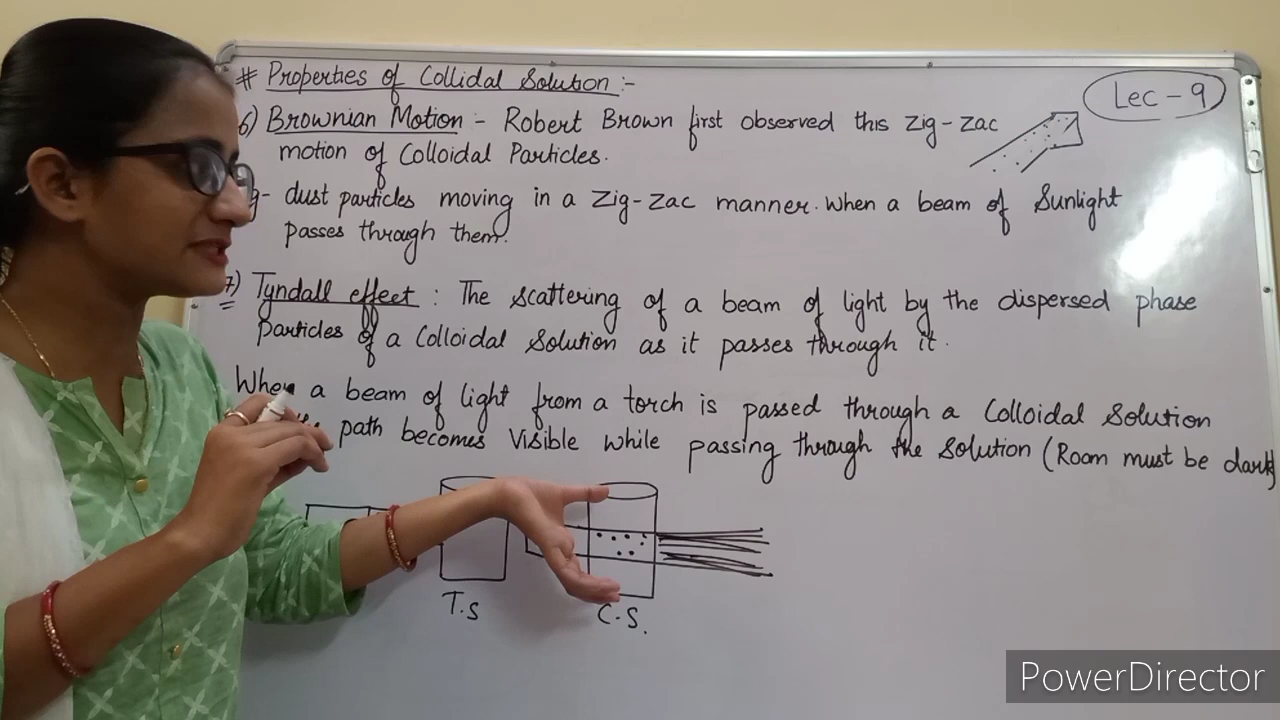 # Properties of Collidal Solution :-
Lec - 9
6) Brownian Motion - Robert Brown first observed this Zig-Zac
motion of Colloidal Particles.
g- dust particles moving in a Zig-Zac manner. When a beam of Sunlight
passes through them.
7) Tyndall effect : The scattering of a beam of light by the dispersed phase
Particles of a Colloidal Solution as it passes through it.
When a beam of light from a torch is passed through a Colloidal Solution
path becomes Visible while passing through the solution (Room must be dark)
T.S
C.S.
PowerDirector